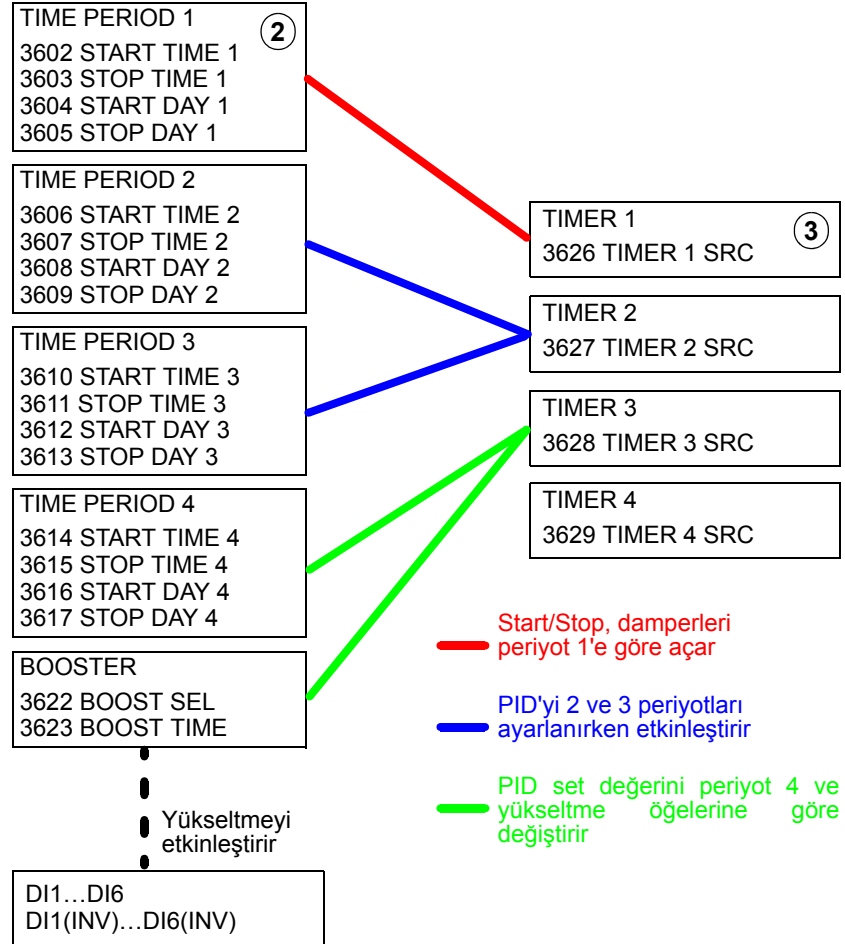 TIME PERIOD 1
2
3602 START TIME 1
3603 STOP TIME 1
3604 START DAY 1
3605 STOP DAY 1
TIME PERIOD 2
3606 START TIME 2
3607 STOP TIME 2
3608 START DAY 2
3609 STOP DAY 2
TIME PERIOD 3
3610 START TIME 3
3611 STOP TIME 3
3612 START DAY 3
3613 STOP DAY 3
TIME PERIOD 4
3614 START TIME 4
3615 STOP TIME 4
3616 START DAY 4
3617 STOP DAY 4
BOOSTER
3622 BOOST SEL
3623 BOOST TIME
Yükseltmeyi
etkinleştirir
DI1…DI6
DI1(INV)…DI6(INV)
TIMER 1
3
3626 TIMER 1 SRC
TIMER 2
3627 TIMER 2 SRC
TIMER 3
3628 TIMER 3 SRC
TIMER 4
3629 TIMER 4 SRC
Start/Stop, damperleri
periyot 1'e göre açar
PID'yi 2 ve 3 periyotları
ayarlanırken etkinleştirir
PID set değerini periyot 4 ve
yükseltme öğelerine göre
değiştirir